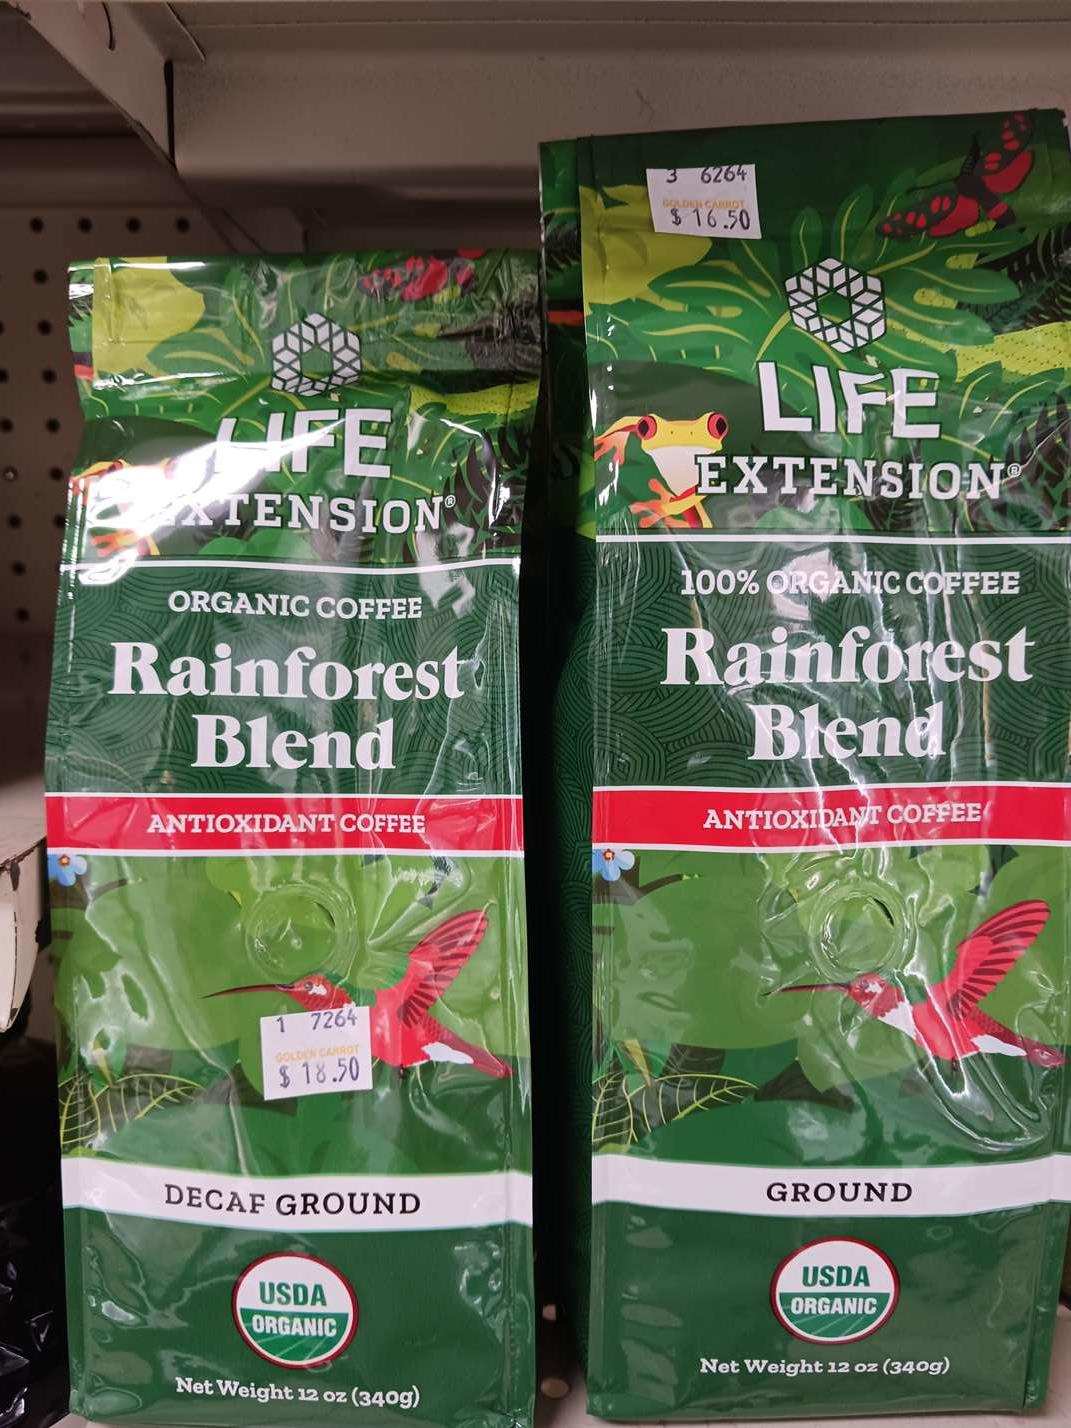 LIFE
EXTENSION®
ORGANIC COFFEE
Rainforest
Blend
ANTIOXIDANT COFFEE
1 7264
GOLDEN CARROT
$ 18.50
DECAF GROUND
USDA
ORGANIC
Net Weight 12 oz (340g)
3 6264
GOLDEN CARROT
$ 16.50
LIFE
EXTENSION®
100% ORGANIC COFFEE
Rainforest
Blend
ANTIOXIDANT COFFEE
GROUND
USDA
ORGANIC
Net Weight 12 oz (340g)